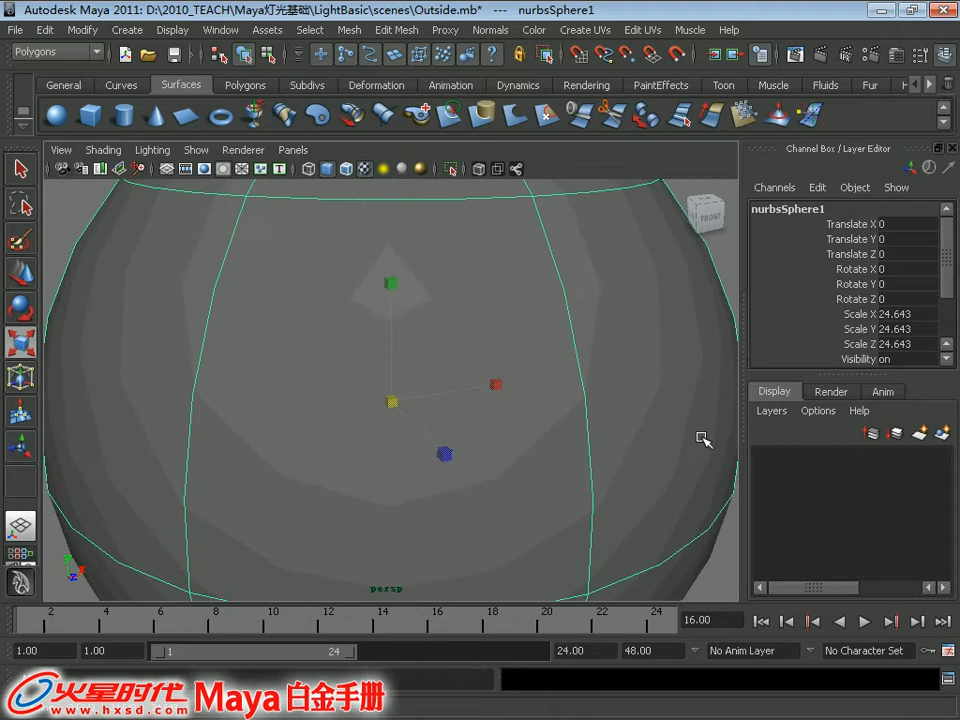 Autodesk Maya 2011: D:\2010_TEACH\Maya灯光基础\LightBasic\scenes\Outside.mb* --- nurbsSphere1
File Edit Modify Create Display Window Assets Select Mesh Edit Mesh Proxy Normals Color Create UVs Edit UVs Muscle Help
Polygons
General Curves Surfaces Polygons Subdivs Deformation Animation Dynamics Rendering PaintEffects Toon Muscle Fluids Fur
View Shading Lighting Show Renderer Panels
Channel Box / Layer Editor
Channels Edit Object Show
nurbsSphere1
Translate X 0
Translate Y 0
Translate Z 0
Rotate X 0
Rotate Y 0
Rotate Z 0
Scale X 24.643
Scale Y 24.643
Scale Z 24.643
Visibility on
FRONT
Display Render Anim
Layers Options Help
y
x
z
persp
2 4 6 8 10 12 14 16 18 20 22 24
16.00
1.00 1.00 1 24 24.00 48.00 No Anim Layer No Character Set
火星时代
www.hxsd.com
Maya 白金手册